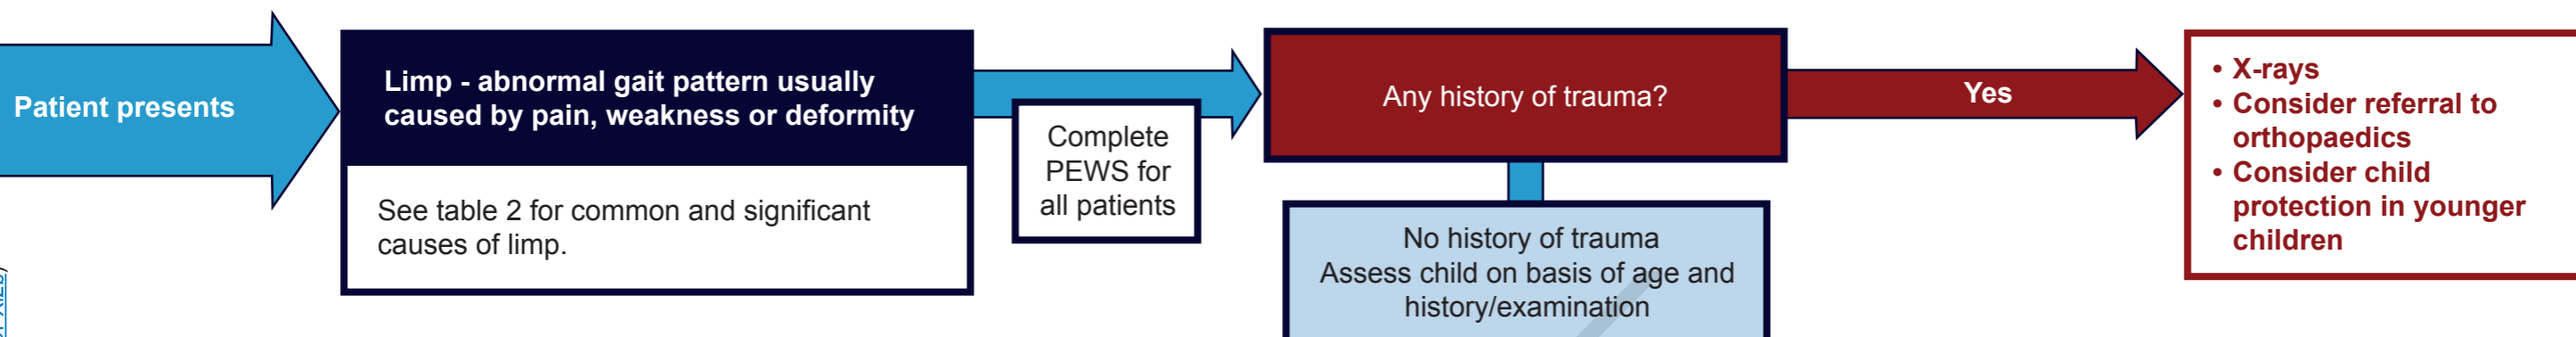 Patient presents
Limp - abnormal gait pattern usually
caused by pain, weakness or deformity
See table 2 for common and significant
causes of limp.
Complete
PEWS for
all patients
Any history of trauma?
Yes
• X-rays
• Consider referral to
orthopaedics
• Consider child
protection in younger
children
No history of trauma
Assess child on basis of age and
history/examination